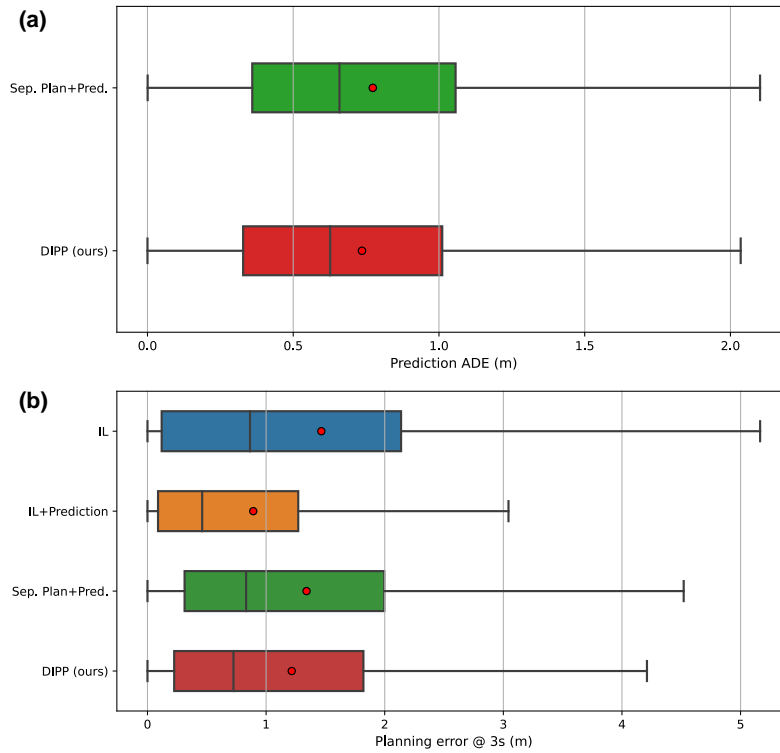 (a)
Sep. Plan+Pred.
DIPP (ours)
0.0 0.5 1.0 1.5 2.0
Prediction ADE (m)
(b)
IL
IL+Prediction
Sep. Plan+Pred.
DIPP (ours)
0 1 2 3 4 5
Planning error @ 3s (m)